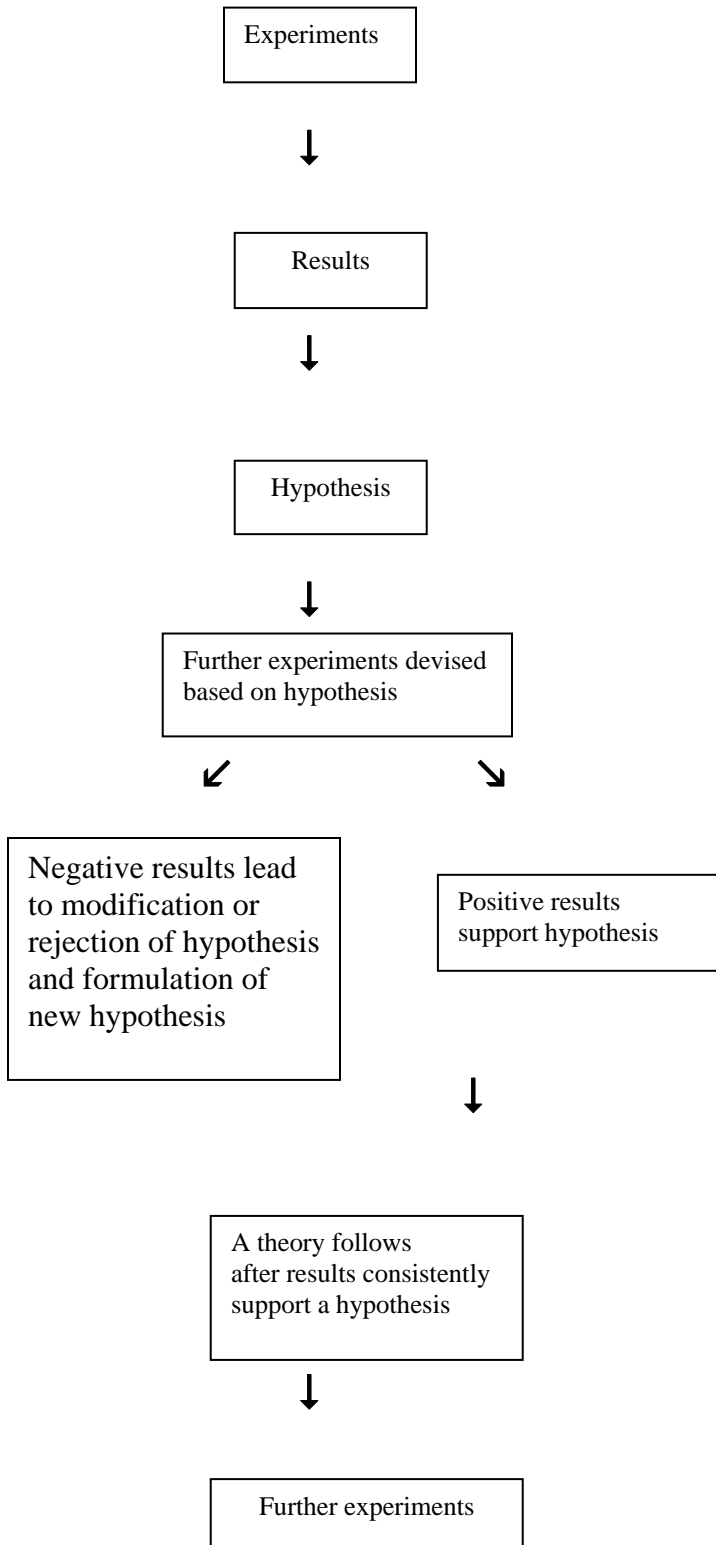 Experiments
Results
Hypothesis
Further experiments devised
based on hypothesis
Negative results lead
to modification or
rejection of hypothesis
and formulation of
new hypothesis
Positive results
support hypothesis
A theory follows
after results consistently
support a hypothesis
Further experiments